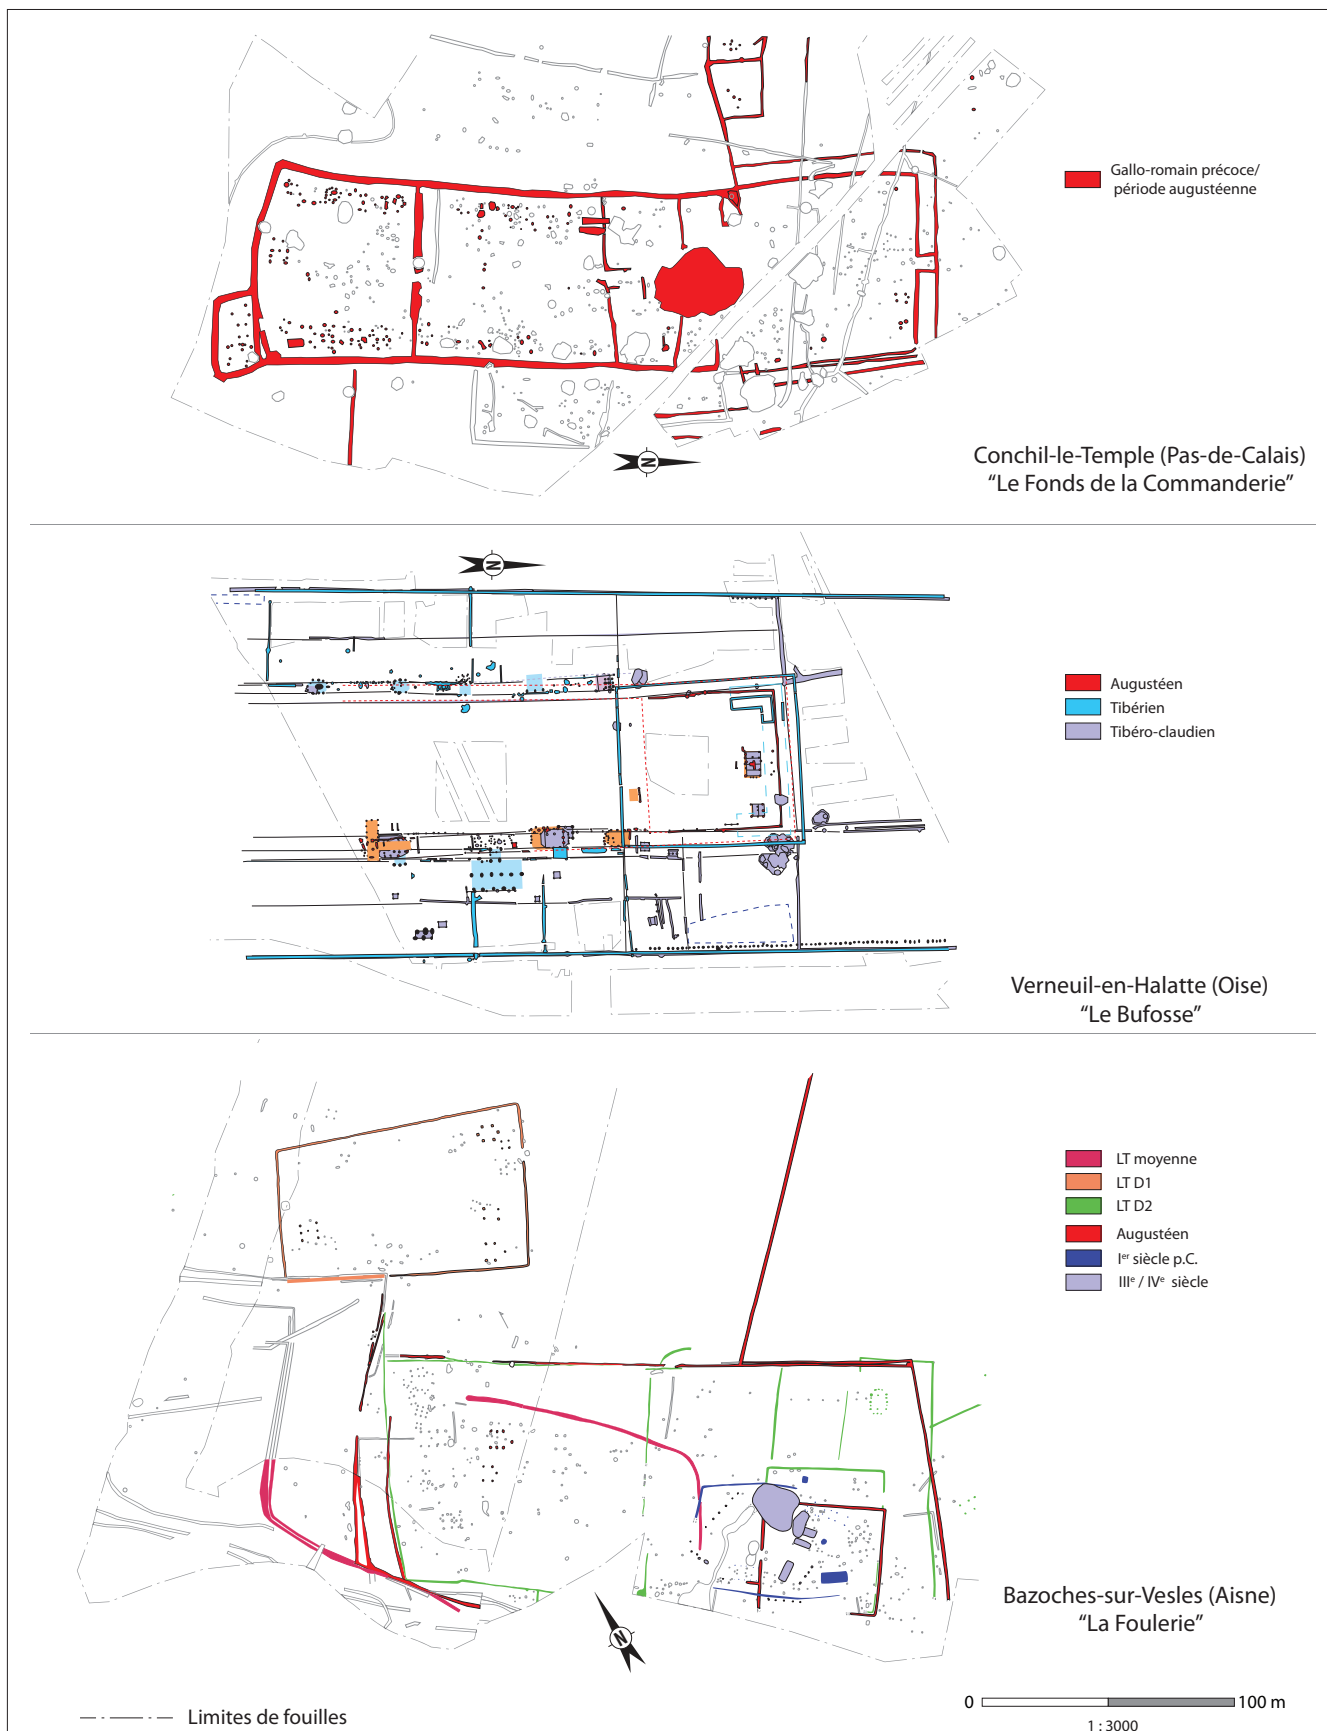 Gallo-romain précoce/
période augustéenne
N
Conchil-le-Temple (Pas-de-Calais)
“Le Fonds de la Commanderie”
N
Augustéen
Tibérien
Tibéro-claudien
Verneuil-en-Halatte (Oise)
“Le Bufosse”
LT moyenne
LT D1
LT D2
Augustéen
Ier siècle p.C.
IIIe / IVe siècle
Bazoches-sur-Vesles (Aisne)
“La Foulerie”
N
0 100 m
1 : 3000
Limites de fouilles